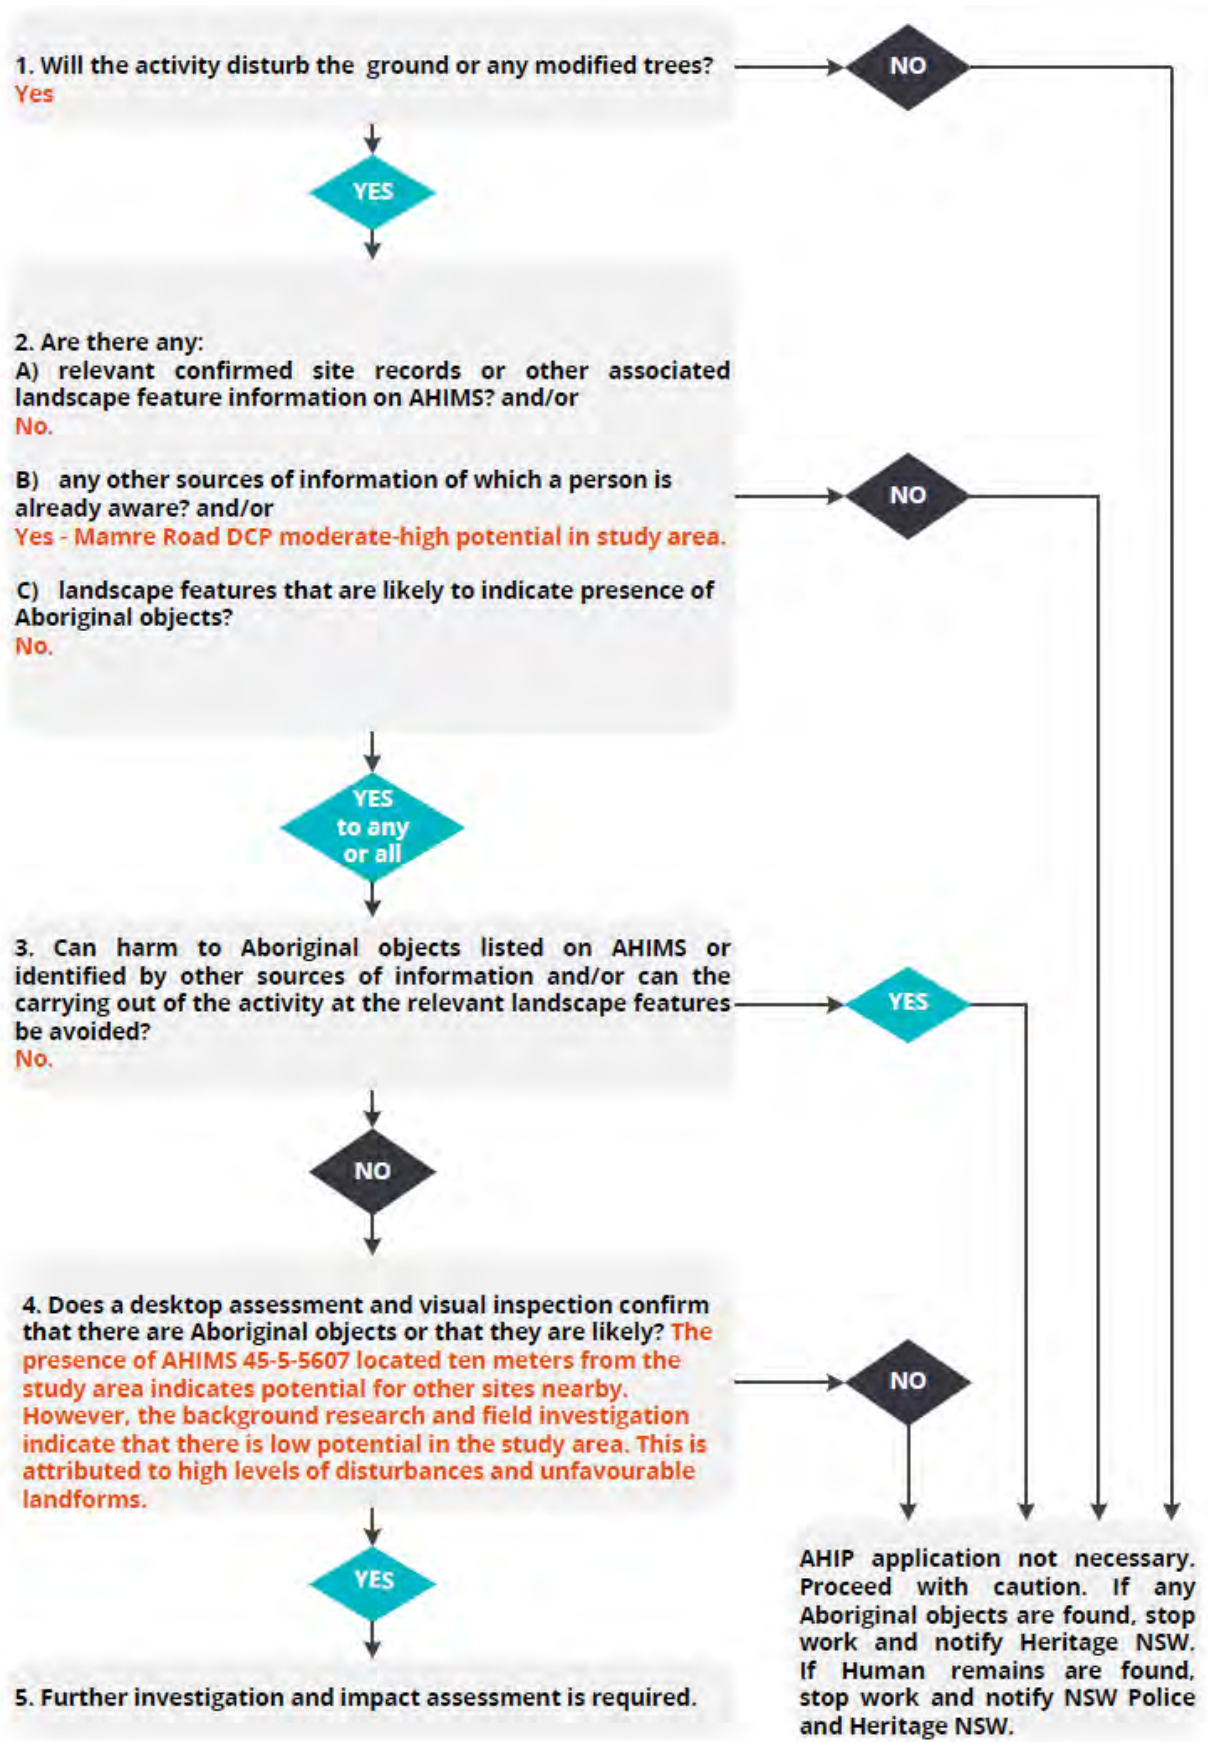 1. Will the activity disturb the ground or any modified trees?
Yes
NO
YES
2. Are there any:
A) relevant confirmed site records or other associated
landscape feature information on AHIMS? and/or
No.
B) any other sources of information of which a person is
already aware? and/or
Yes - Mamre Road DCP moderate-high potential in study area.
NO
C) landscape features that are likely to indicate presence of
Aboriginal objects?
No.
YES
to any
or all
3. Can harm to Aboriginal objects listed on AHIMS or
identified by other sources of information and/or can the
carrying out of the activity at the relevant landscape features
be avoided?
No.
YES
NO
4. Does a desktop assessment and visual inspection confirm
that there are Aboriginal objects or that they are likely? The
presence of AHIMS 45-5-5607 located ten meters from the
study area indicates potential for other sites nearby.
However, the background research and field investigation
indicate that there is low potential in the study area. This is
attributed to high levels of disturbances and unfavourable
landforms.
NO
YES
5. Further investigation and impact assessment is required.
AHIP application not necessary.
Proceed with caution. If any
Aboriginal objects are found, stop
work and notify Heritage NSW.
If Human remains are found,
stop work and notify NSW Police
and Heritage NSW.